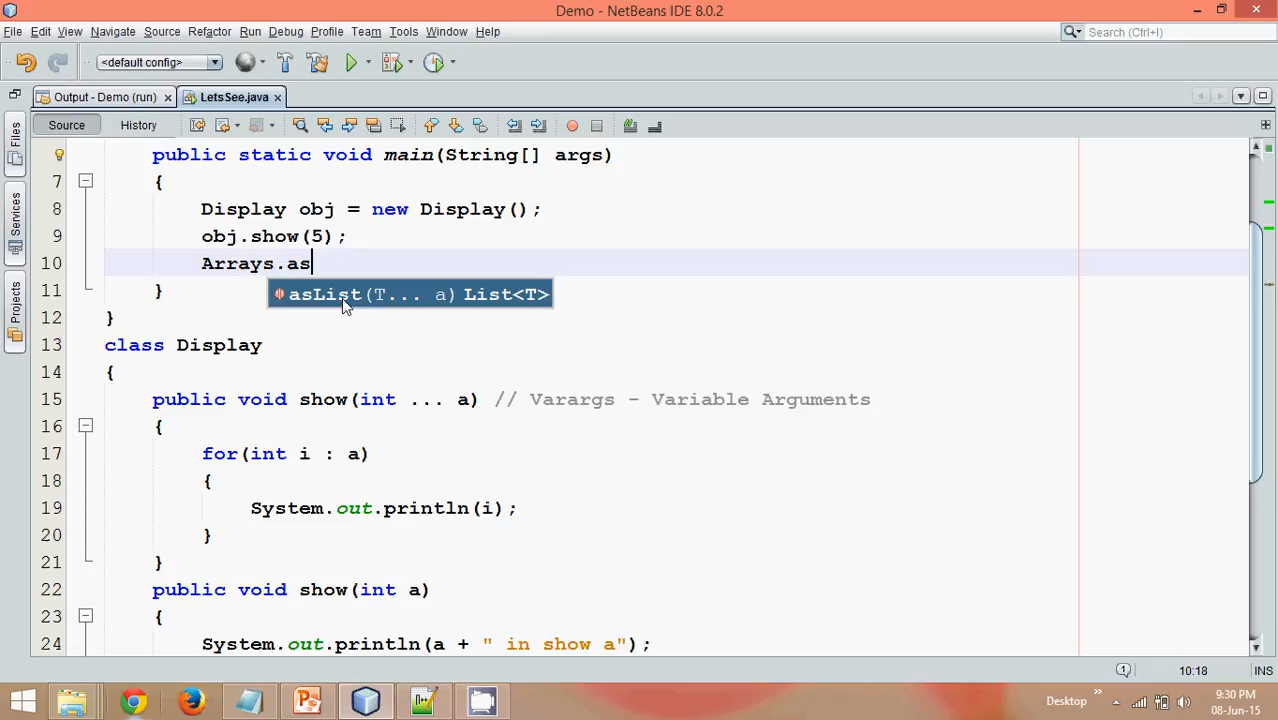 Demo - NetBeans IDE 8.0.2
File Edit View Navigate Source Refactor Run Debug Profile Team Tools Window Help
Search (Ctrl+I)
<default config>
Output - Demo (run) LetsSee.java
Source History
Files
Services
Projects
public static void main(String[] args)
7 {
8 Display obj = new Display();
9 obj.show(5);
10 Arrays.as
asList(T... a) List<T>
11 }
12 }
13 class Display
14 {
15 public void show(int ... a) // Varargs - Variable Arguments
16 {
17 for(int i : a)
18 {
19 System.out.println(i);
20 }
21 }
22 public void show(int a)
23 {
24 System.out.println(a + " in show a");
10:18 INS
Desktop
9:30 PM
08-Jun-15